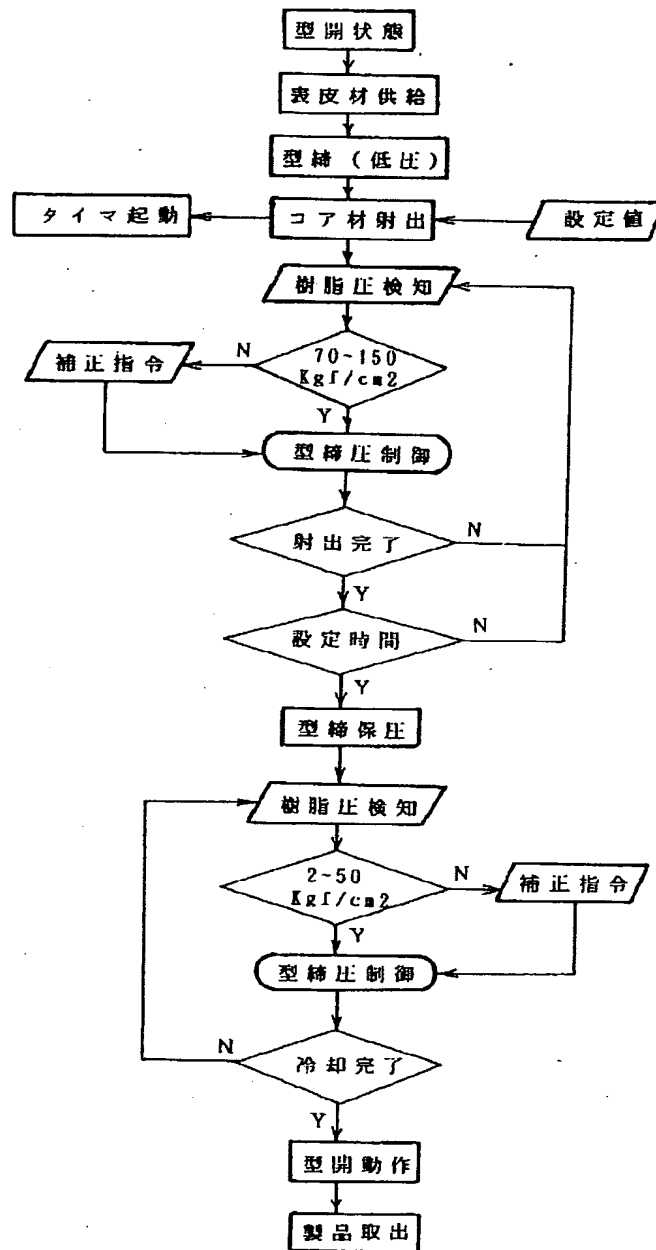 型開状態
表皮材供給
型締(低圧)
タイマ起動
コア材射出
設定値
樹脂圧検知
補正指令
N
70~150
Kgf/cm2
Y
型締圧制御
射出完了
N
Y
設定時間
N
Y
型締保圧
樹脂圧検知
2~50
Kgf/cm2
N
補正指令
Y
型締圧制御
N
冷却完了
Y
型開動作
製品取出